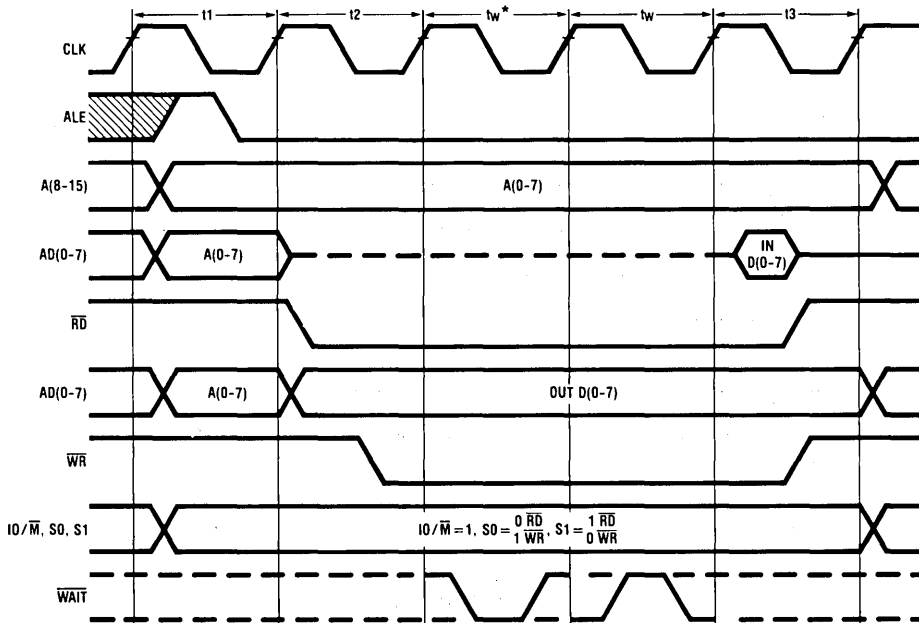 t1 t2 tw* tw t3
CLK
ALE
A(8-15) A(0-7)
AD(0-7) A(0-7) IN D(0-7)
RD
AD(0-7) A(0-7) OUT D(0-7)
WR
IO/M, S0, S1 IO/M = 1, S0 = 0 RD 1 WR, S1 = 1 RD 0 WR
WAIT